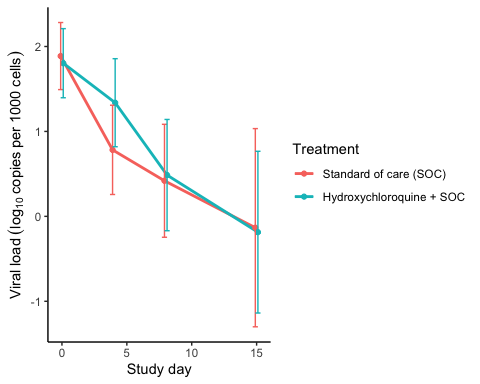 Viral load (log10 copies per 1000 cells)
2
1
0
-1
0 5 10 15
Study day
Treatment
Standard of care (SOC)
Hydroxychloroquine + SOC